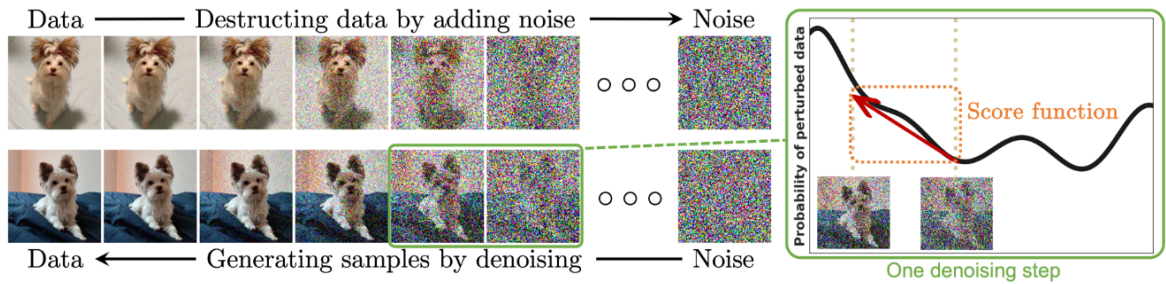 Data Destructing data by adding noise Noise
Data Generating samples by denoising Noise
Probability of perturbed data
Score function
One denoising step